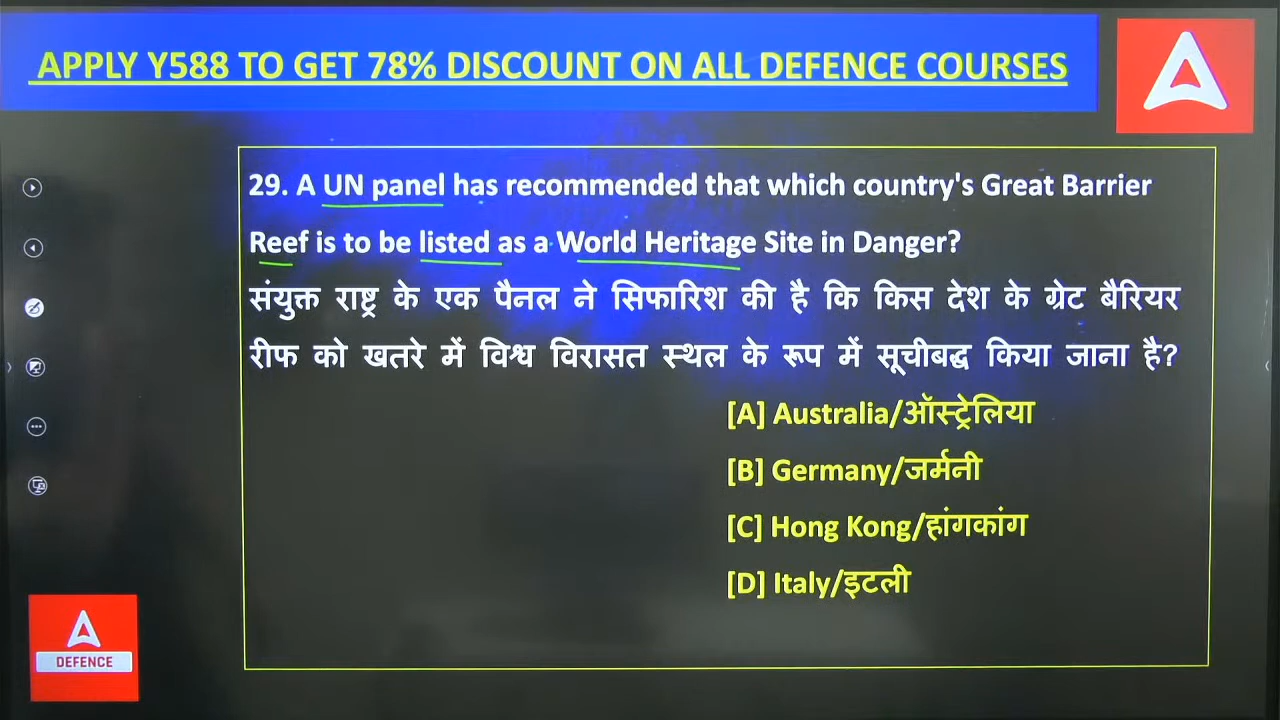 APPLY Y588 TO GET 78% DISCOUNT ON ALL DEFENCE COURSES
29. A UN panel has recommended that which country's Great Barrier
Reef is to be listed as a World Heritage Site in Danger?
संयुक्त राष्ट्र के एक पैनल ने सिफारिश की है कि किस देश के ग्रेट बैरियर
रीफ को खतरे में विश्व विरासत स्थल के रूप में सूचीबद्ध किया जाना है?
[A] Australia/ऑस्ट्रेलिया
[B] Germany/जर्मनी
[C] Hong Kong/हांगकांग
[D] Italy/इटली
DEFENCE